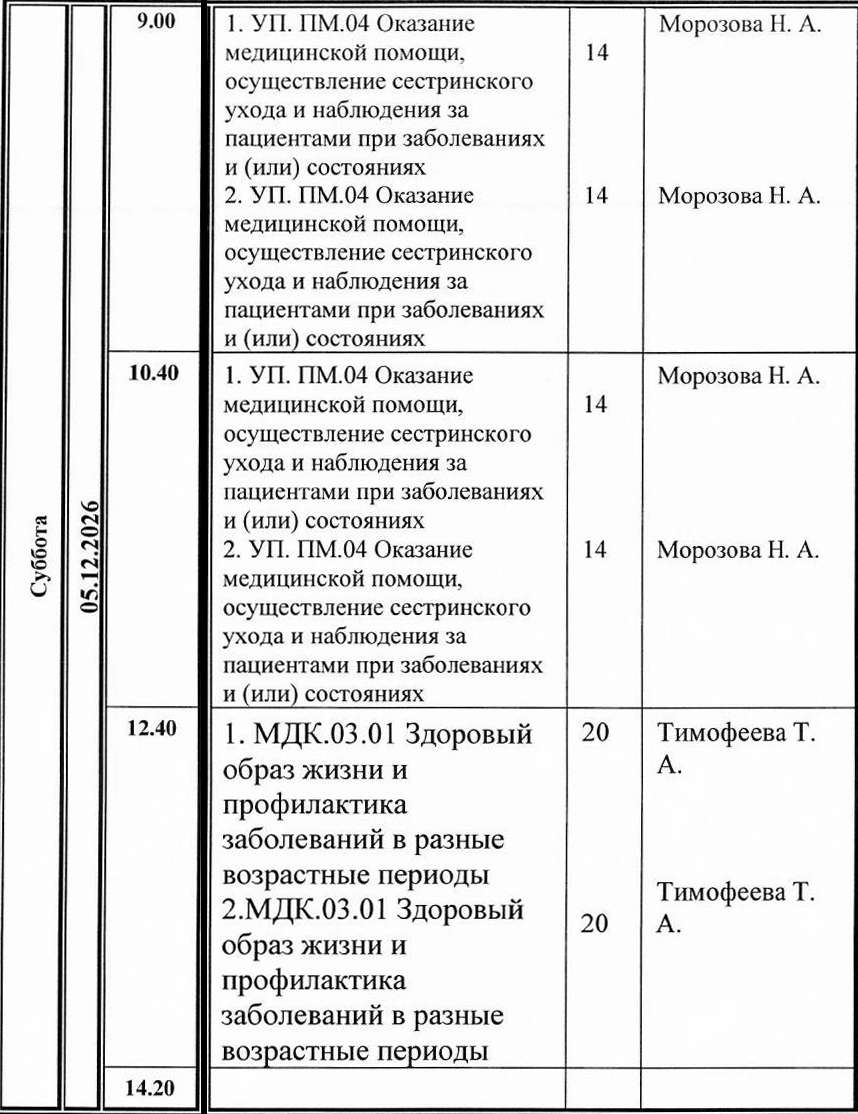 Суббота
05.12.2026
9.00
1. УП. ПМ.04 Оказание
медицинской помощи,
осуществление сестринского
ухода и наблюдения за
пациентами при заболеваниях
и (или) состояниях
14
Морозова Н. А.
2. УП. ПМ.04 Оказание
медицинской помощи,
осуществление сестринского
ухода и наблюдения за
пациентами при заболеваниях
и (или) состояниях
14
Морозова Н. А.
10.40
1. УП. ПМ.04 Оказание
медицинской помощи,
осуществление сестринского
ухода и наблюдения за
пациентами при заболеваниях
и (или) состояниях
14
Морозова Н. А.
2. УП. ПМ.04 Оказание
медицинской помощи,
осуществление сестринского
ухода и наблюдения за
пациентами при заболеваниях
и (или) состояниях
14
Морозова Н. А.
12.40
1. МДК.03.01 Здоровый
образ жизни и
профилактика
заболеваний в разные
возрастные периоды
20
Тимофеева Т.
А.
2.МДК.03.01 Здоровый
образ жизни и
профилактика
заболеваний в разные
возрастные периоды
20
Тимофеева Т.
А.
14.20